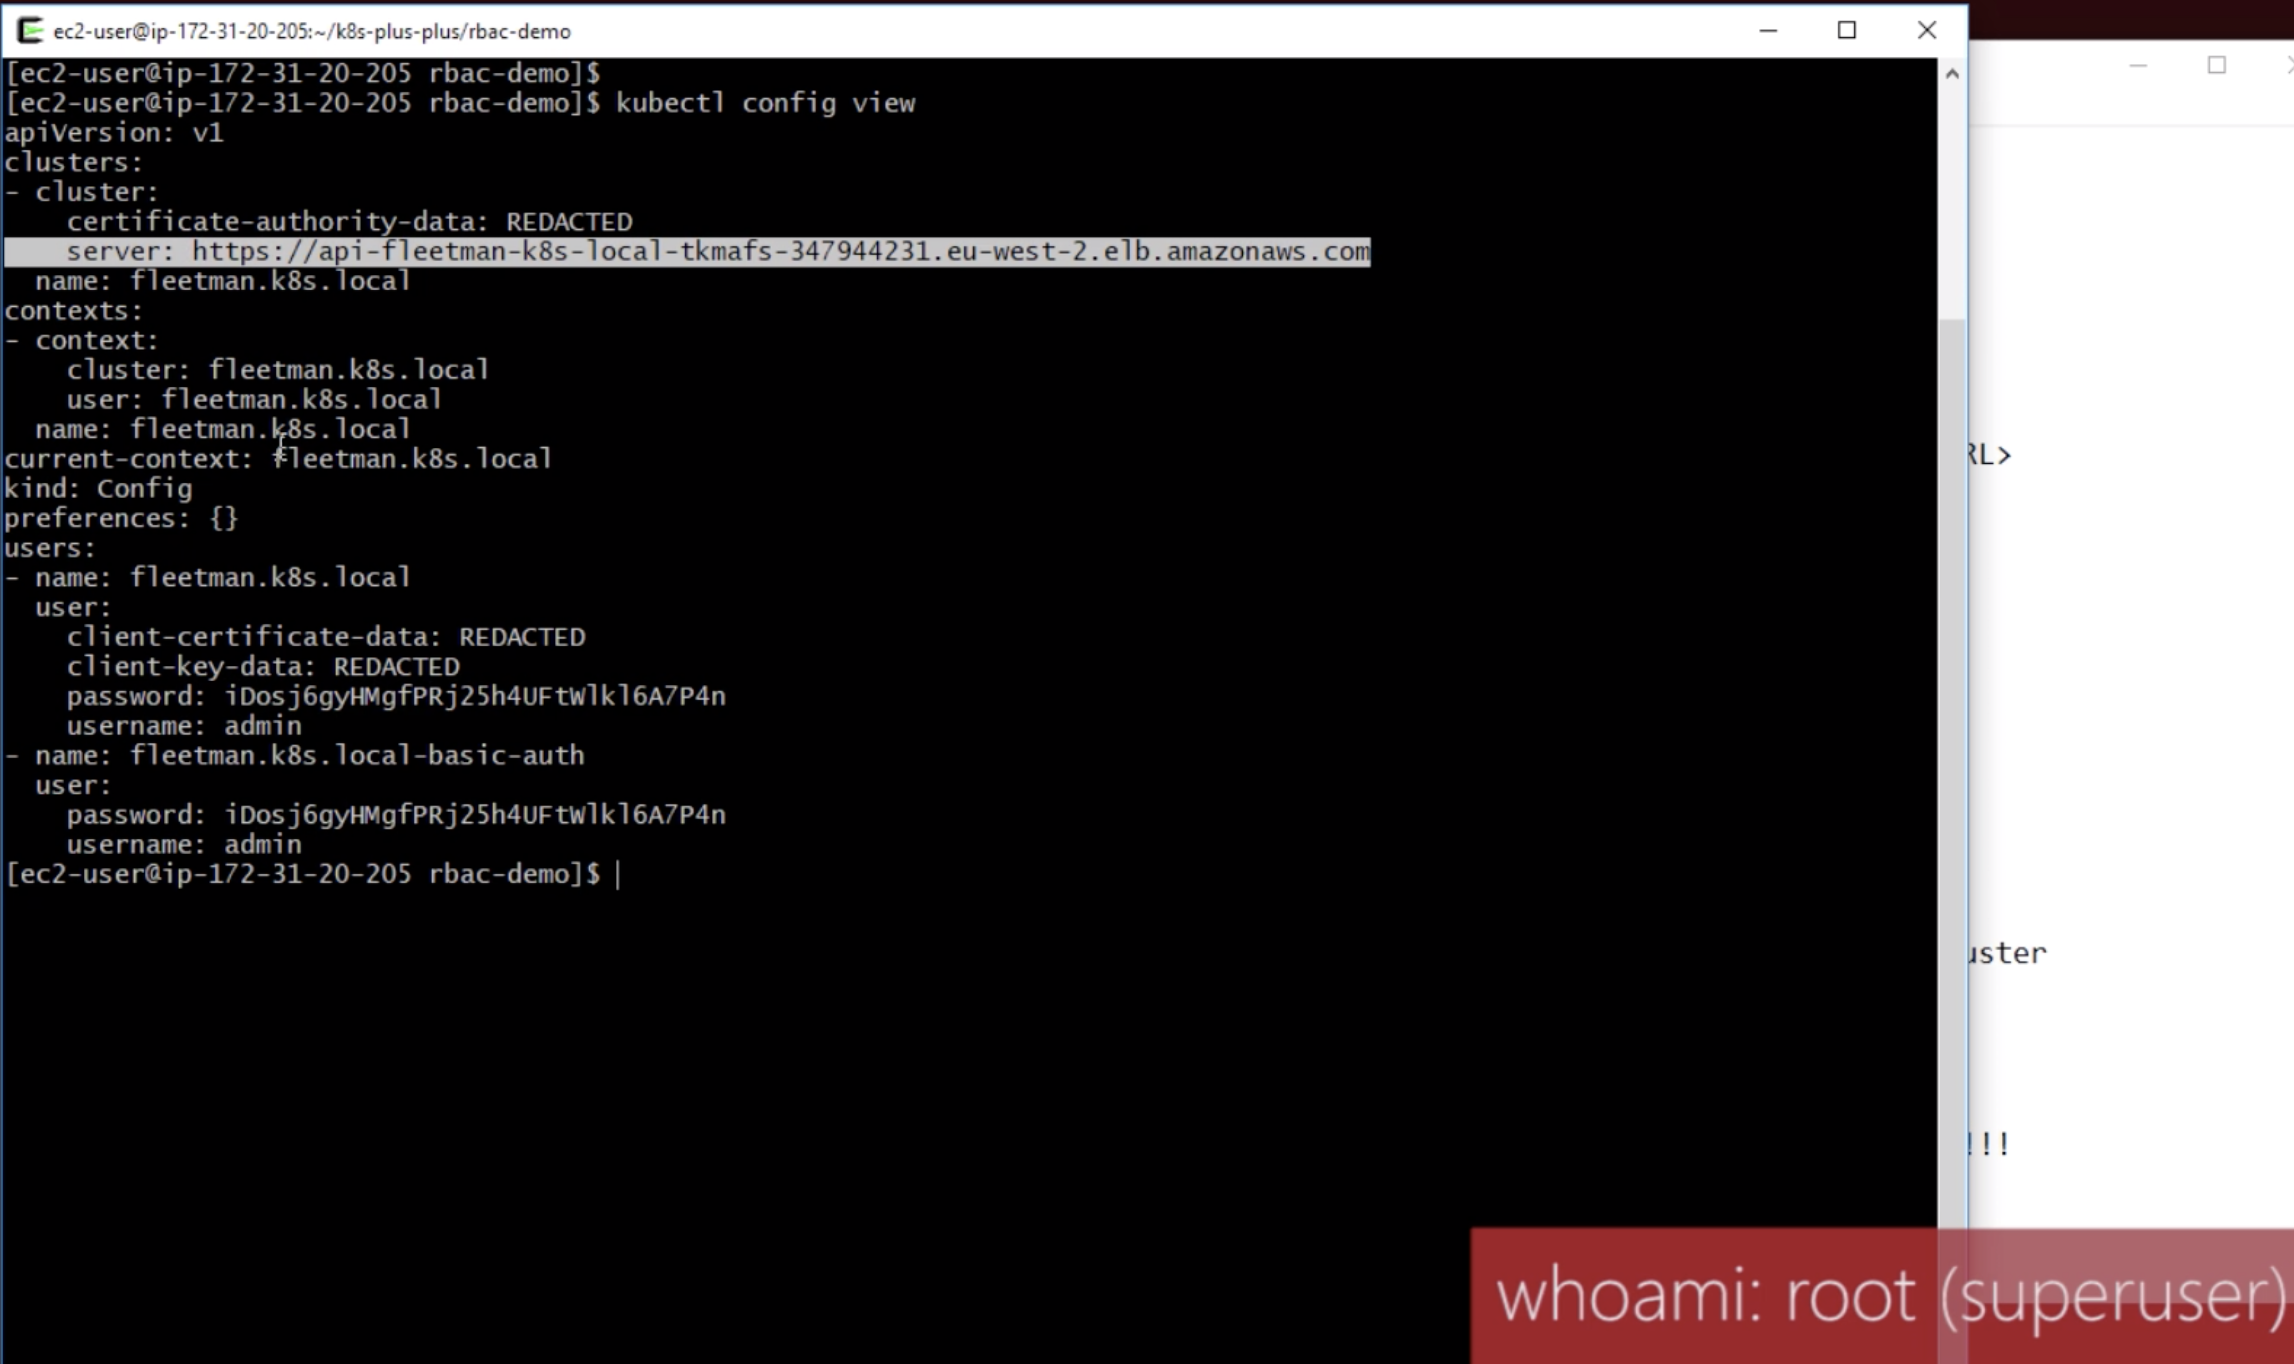 ec2-user@ip-172-31-20-205:~/k8s-plus-plus/rbac-demo
[ec2-user@ip-172-31-20-205 rbac-demo]$
[ec2-user@ip-172-31-20-205 rbac-demo]$ kubectl config view
apiVersion: v1
clusters:
- cluster:
    certificate-authority-data: REDACTED
    server: https://api-fleetman-k8s-local-tkmafs-347944231.eu-west-2.elb.amazonaws.com
  name: fleetman.k8s.local
contexts:
- context:
    cluster: fleetman.k8s.local
    user: fleetman.k8s.local
  name: fleetman.k8s.local
current-context: fleetman.k8s.local
kind: Config
preferences: {}
users:
- name: fleetman.k8s.local
  user:
    client-certificate-data: REDACTED
    client-key-data: REDACTED
    password: iDosj6gyHMgfPRj25h4UFtWlkl6A7P4n
    username: admin
- name: fleetman.k8s.local-basic-auth
  user:
    password: iDosj6gyHMgfPRj25h4UFtWlkl6A7P4n
    username: admin
[ec2-user@ip-172-31-20-205 rbac-demo]$
RL>
uster
!!!
whoami: root (superuser)